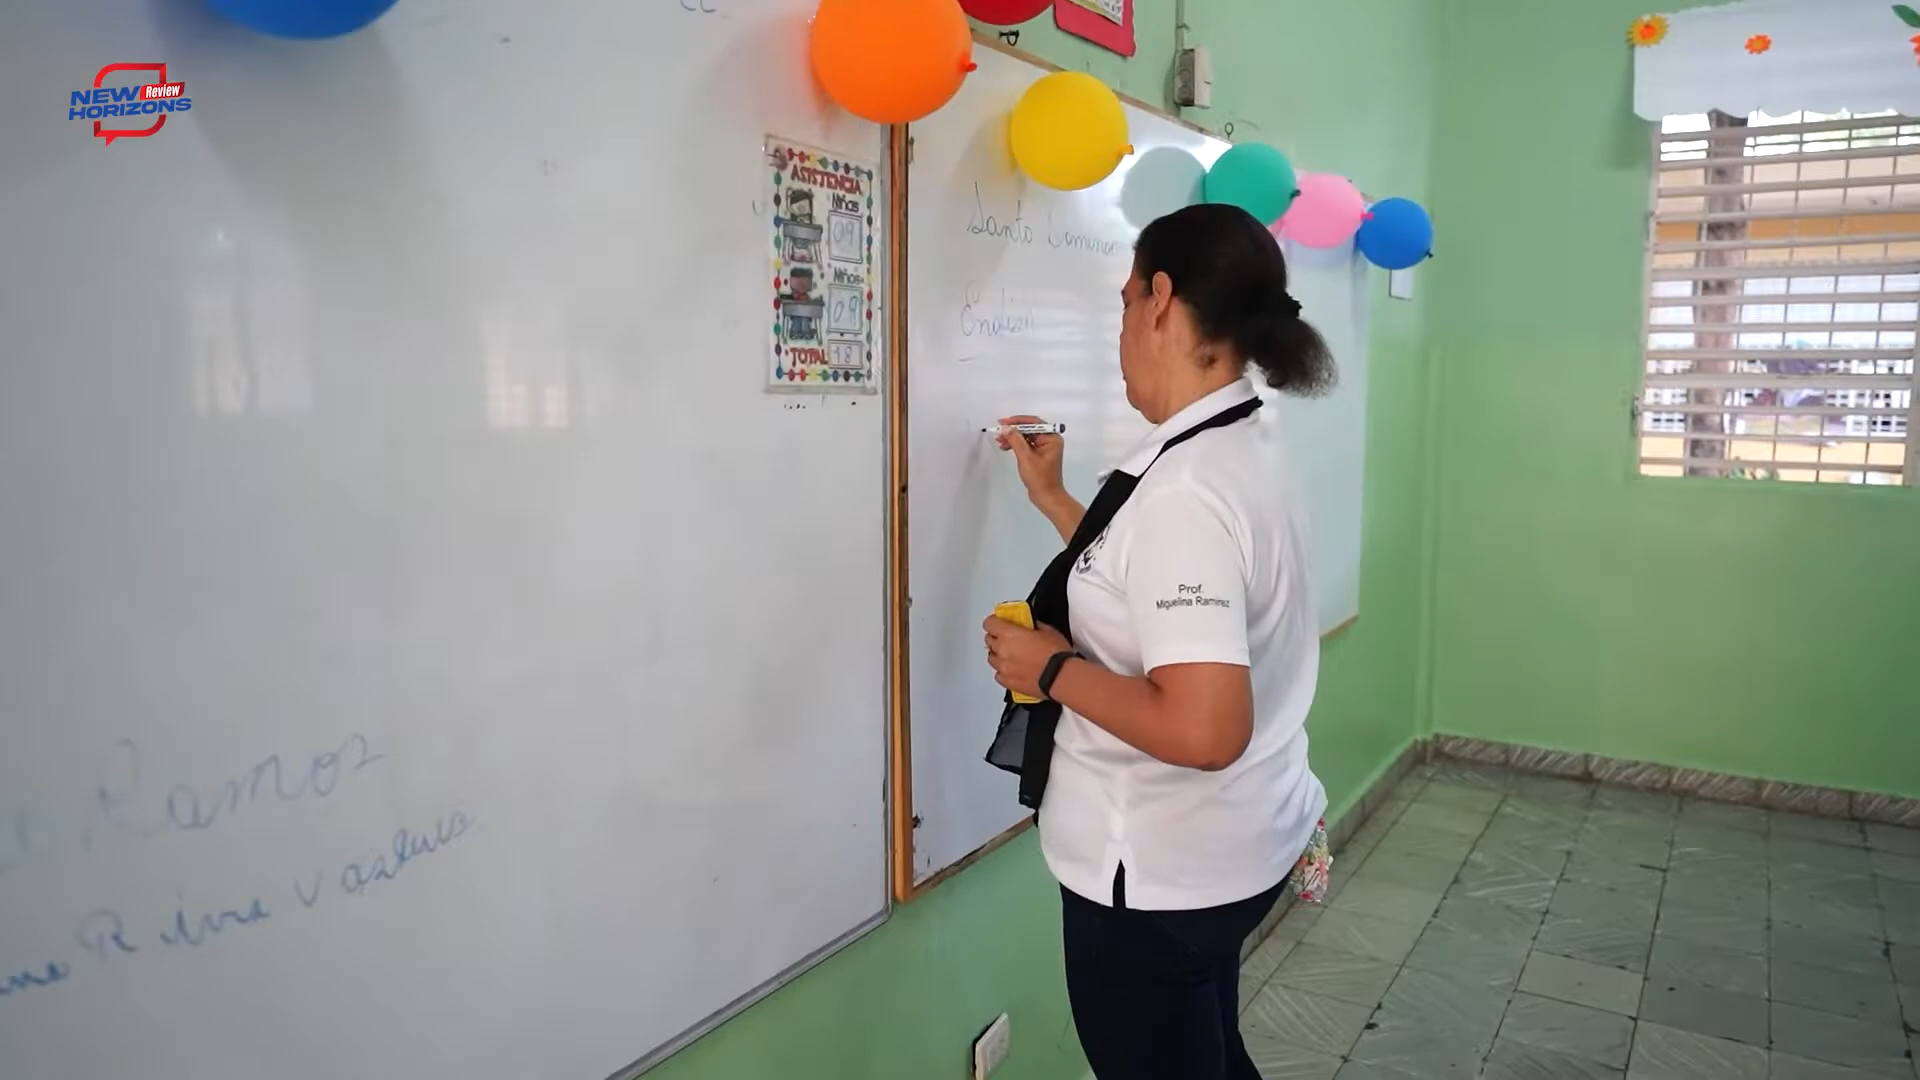 NEW Review
HORIZONS
ASISTENCIA
Niñas
09
Niños
09
TOTAL 18
Santo Domingo
English
Prof.
Miguelina Ramirez
Ramos